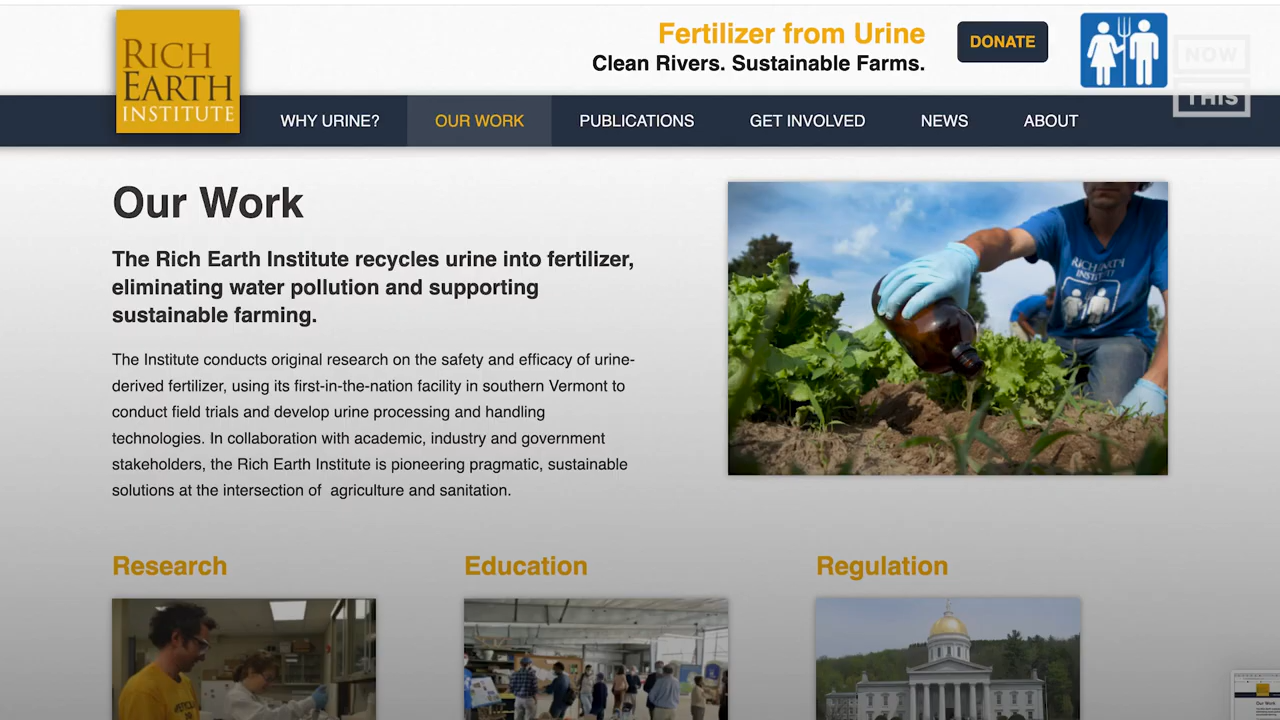 RICH
EARTH
INSTITUTE
Fertilizer from Urine
Clean Rivers. Sustainable Farms.
DONATE
NOW
THIS
WHY URINE?
OUR WORK
PUBLICATIONS
GET INVOLVED
NEWS
ABOUT
Our Work
The Rich Earth Institute recycles urine into fertilizer,
eliminating water pollution and supporting
sustainable farming.
The Institute conducts original research on the safety and efficacy of urine-
derived fertilizer, using its first-in-the-nation facility in southern Vermont to
conduct field trials and develop urine processing and handling
technologies. In collaboration with academic, industry and government
stakeholders, the Rich Earth Institute is pioneering pragmatic, sustainable
solutions at the intersection of agriculture and sanitation.
RICH EARTH
INSTITUTE
Research
Education
Regulation
Our Work